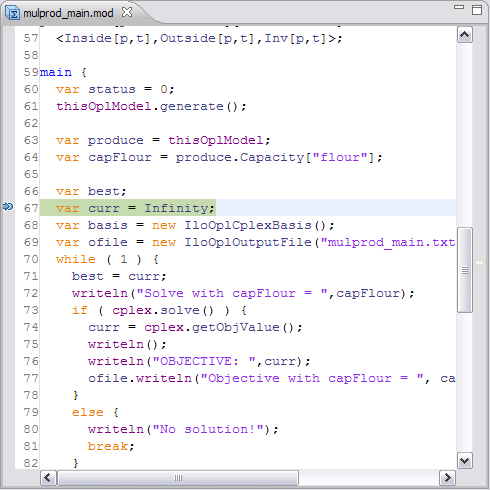 mulprod_main.mod
57 <Inside[p,t],Outside[p,t],Inv[p,t]>;
58
59 main {
60 var status = 0;
61 thisOplModel.generate();
62
63 var produce = thisOplModel;
64 var capFlour = produce.Capacity["flour"];
65
66 var best;
67 var curr = Infinity;
68 var basis = new IloOplCplexBasis();
69 var ofile = new IloOplOutputFile("mulprod_main.txt
70 while ( 1 ) {
71 best = curr;
72 writeln("Solve with capFlour = ",capFlour);
73 if ( cplex.solve() ) {
74 curr = cplex.getObjValue();
75 writeln();
76 writeln("OBJECTIVE: ",curr);
77 ofile.writeln("Objective with capFlour = ", ca
78 }
79 else {
80 writeln("No solution!");
81 break;
82 }